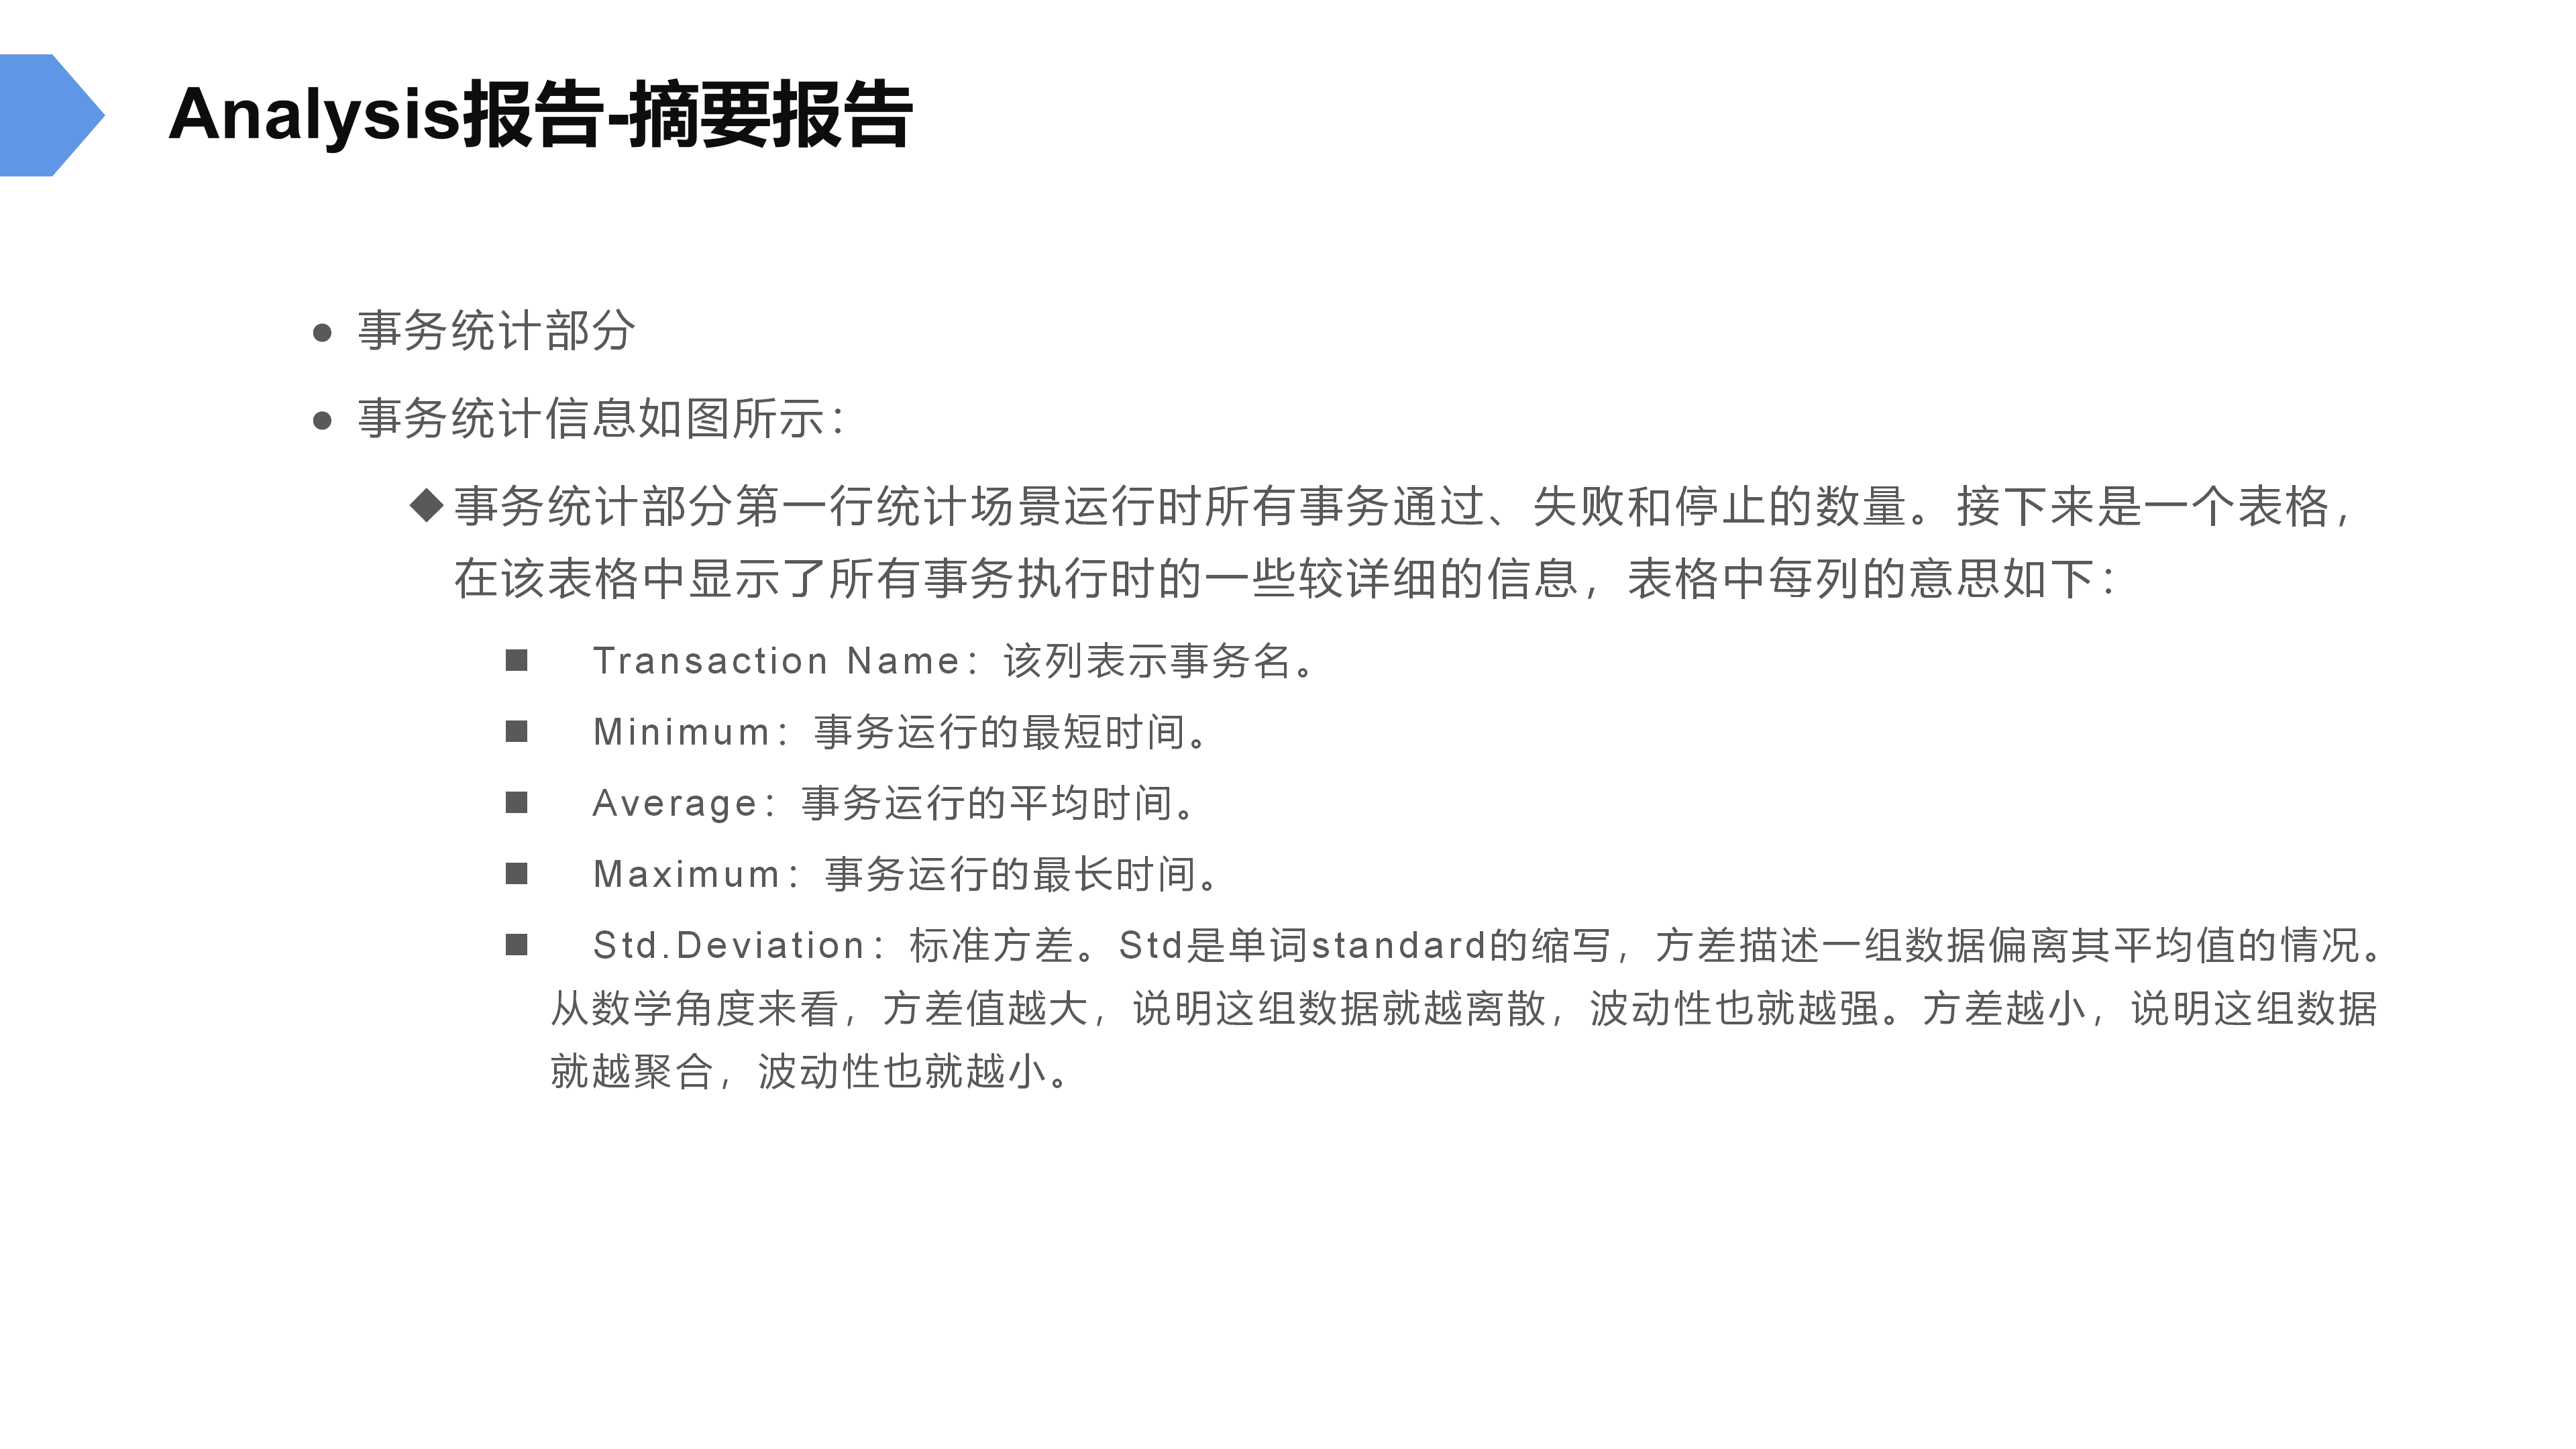 Analysis报告-摘要报告
● 事务统计部分
● 事务统计信息如图所示：
◆ 事务统计部分第一行统计场景运行时所有事务通过、失败和停止的数量。接下来是一个表格，
在该表格中显示了所有事务执行时的一些较详细的信息，表格中每列的意思如下：
■ Transaction Name：该列表示事务名。
■ Minimum：事务运行的最短时间。
■ Average：事务运行的平均时间。
■ Maximum：事务运行的最长时间。
■ Std.Deviation：标准方差。Std是单词standard的缩写，方差描述一组数据偏离其平均值的情况。
从数学角度来看，方差值越大，说明这组数据就越离散，波动性也就越强。方差越小，说明这组数据
就越聚合，波动性也就越小。